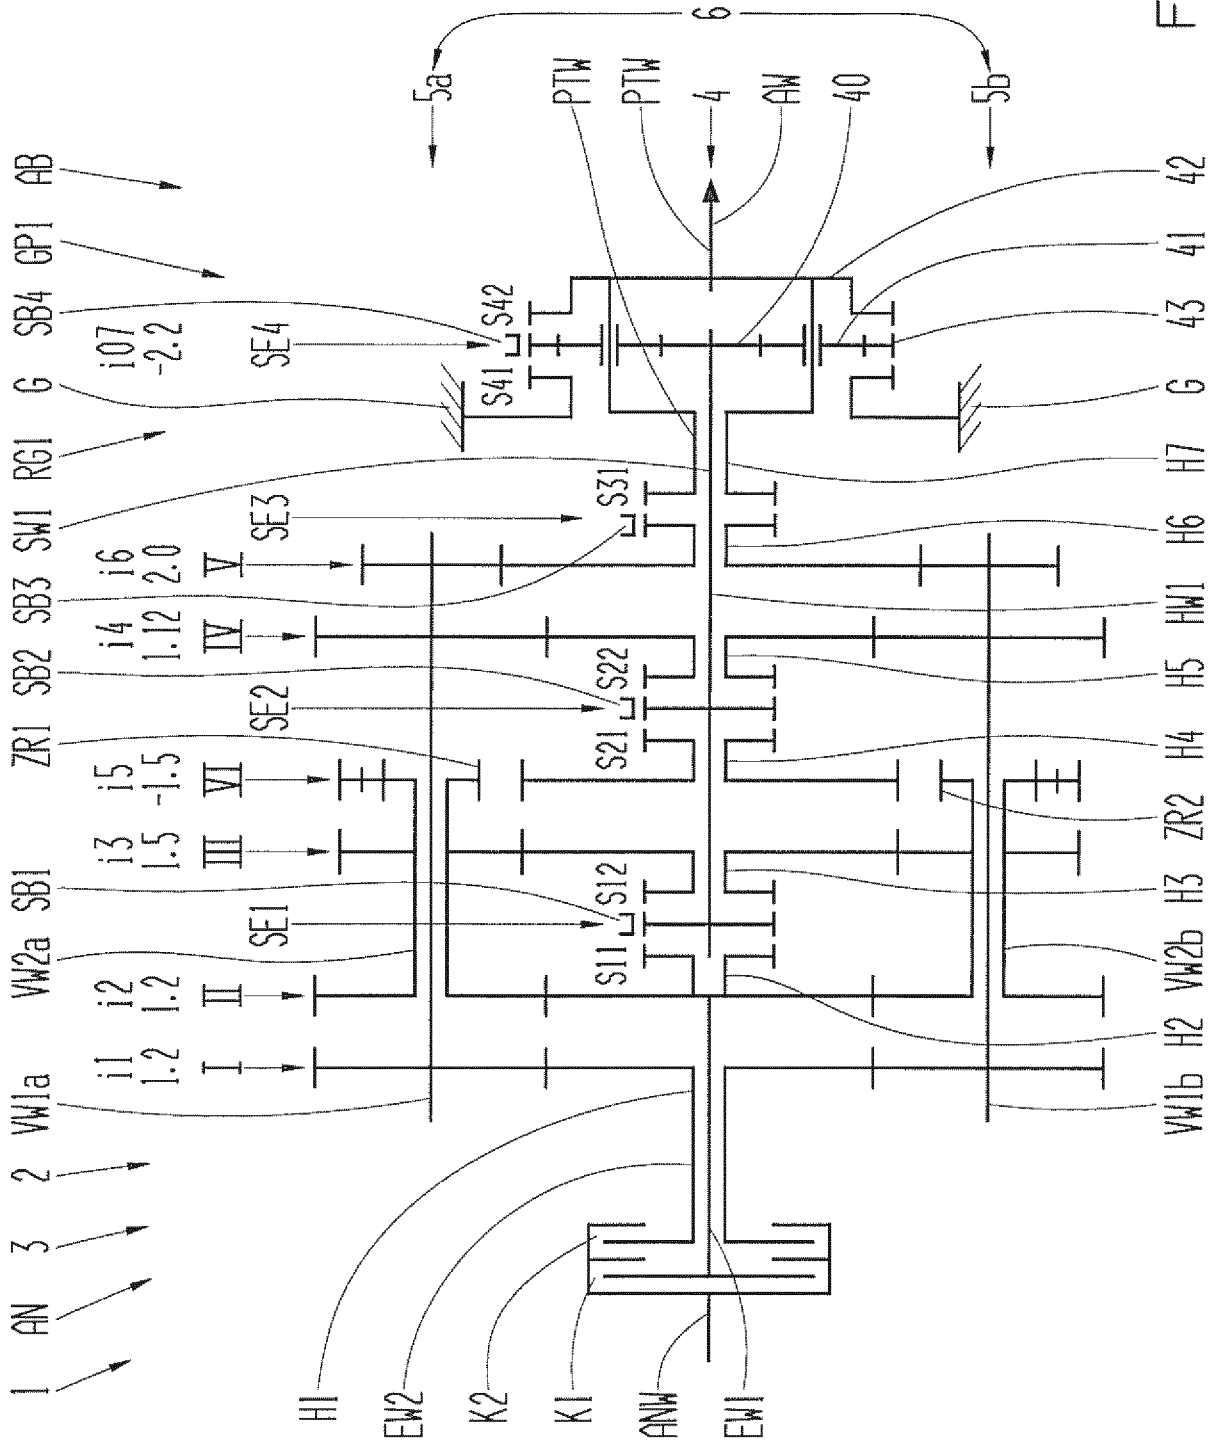 1 AN 3 2 VW1a VW2a SB1 ZR1 SB2 SB3 SW1 RG1 G SB4 GP1 AB
i1 i2 i3 i5 i4 i6 i07
1.2 1.2 1.5 -1.5 1.12 2.0 -2.2
I II III VI IV V
SE1 SE2 SE3 SE4
H1
EW2 5a
K2 S41 S42
K1 PTW
S11 S12 S21 S22 S31
ANW PTW
4 6
EW1 AW
40
5b
VW1b H2 VW2b H3 ZR2 H4 H5 HW1 H6 H7 G 43 41 42
F